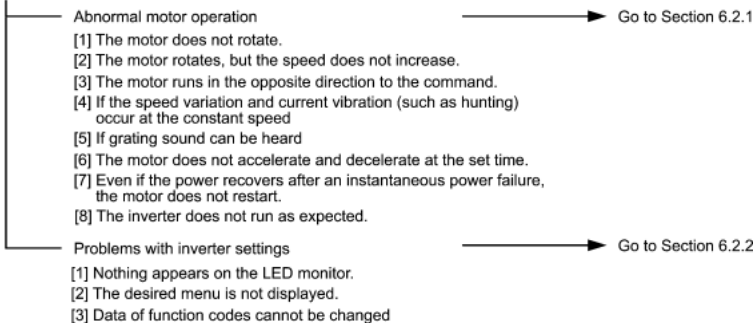 Abnormal motor operation Go to Section 6.2.1
[1] The motor does not rotate.
[2] The motor rotates, but the speed does not increase.
[3] The motor runs in the opposite direction to the command.
[4] If the speed variation and current vibration (such as hunting)
occur at the constant speed
[5] If grating sound can be heard
[6] The motor does not accelerate and decelerate at the set time.
[7] Even if the power recovers after an instantaneous power failure,
the motor does not restart.
[8] The inverter does not run as expected.
Problems with inverter settings Go to Section 6.2.2
[1] Nothing appears on the LED monitor.
[2] The desired menu is not displayed.
[3] Data of function codes cannot be changed